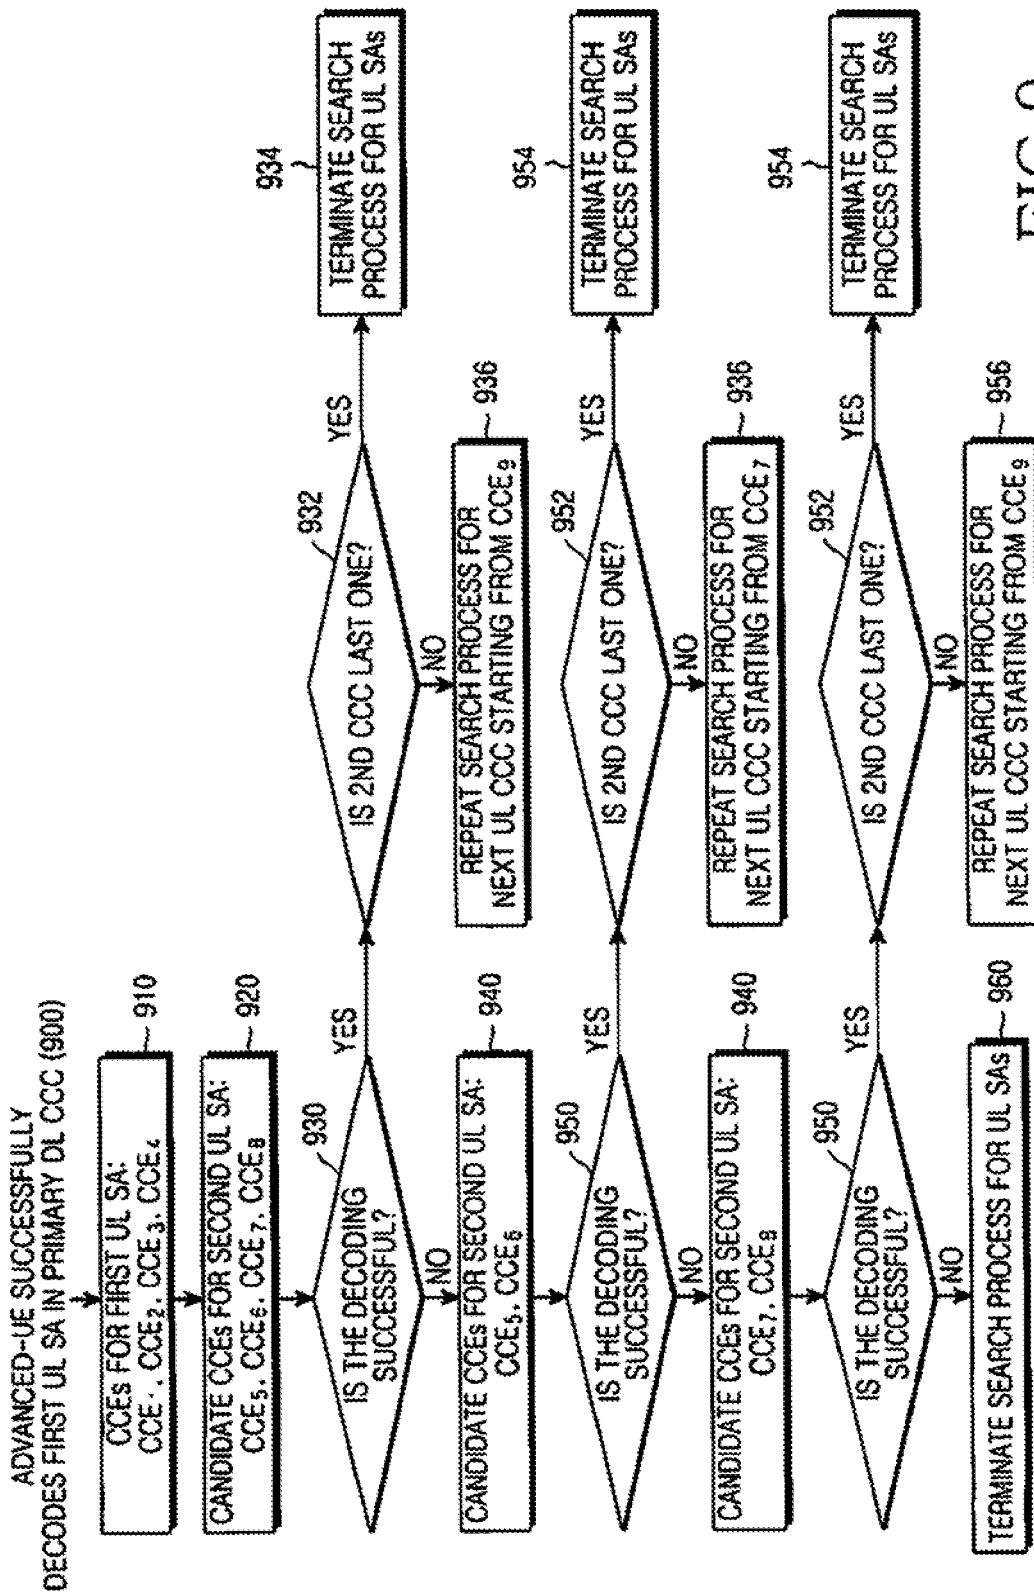 ADVANCED-UE SUCCESSFULLY
DECODES FIRST UL SA IN PRIMARY DL CCC (900)
CCEs FOR FIRST UL SA:
CCE1, CCE2, CCE3, CCE4
910
CANDIDATE CCEs FOR SECOND UL SA:
CCE5, CCE6, CCE7, CCE8
920
IS THE DECODING
SUCCESSFUL?
930
YES
NO
IS 2ND CCC LAST ONE?
932
YES
NO
TERMINATE SEARCH
PROCESS FOR UL SAs
934
REPEAT SEARCH PROCESS FOR
NEXT UL CCC STARTING FROM CCE9
936
CANDIDATE CCEs FOR SECOND UL SA:
CCE5, CCE6
940
IS THE DECODING
SUCCESSFUL?
950
YES
NO
IS 2ND CCC LAST ONE?
952
YES
NO
TERMINATE SEARCH
PROCESS FOR UL SAs
954
REPEAT SEARCH PROCESS FOR
NEXT UL CCC STARTING FROM CCE7
936
CANDIDATE CCEs FOR SECOND UL SA:
CCE7, CCE8
940
IS THE DECODING
SUCCESSFUL?
950
YES
NO
IS 2ND CCC LAST ONE?
952
YES
NO
TERMINATE SEARCH
PROCESS FOR UL SAs
954
REPEAT SEARCH PROCESS FOR
NEXT UL CCC STARTING FROM CCE9
956
TERMINATE SEARCH PROCESS FOR UL SAs
960